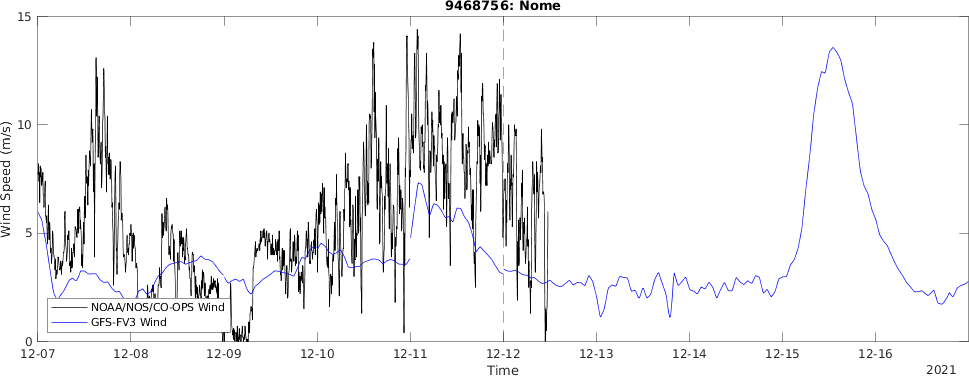 9468756: Nome
15
10
5
0
Wind Speed (m/s)
NOAA/NOS/CO-OPS Wind
GFS-FV3 Wind
12-07 12-08 12-09 12-10 12-11 12-12 12-13 12-14 12-15 12-16
Time
2021